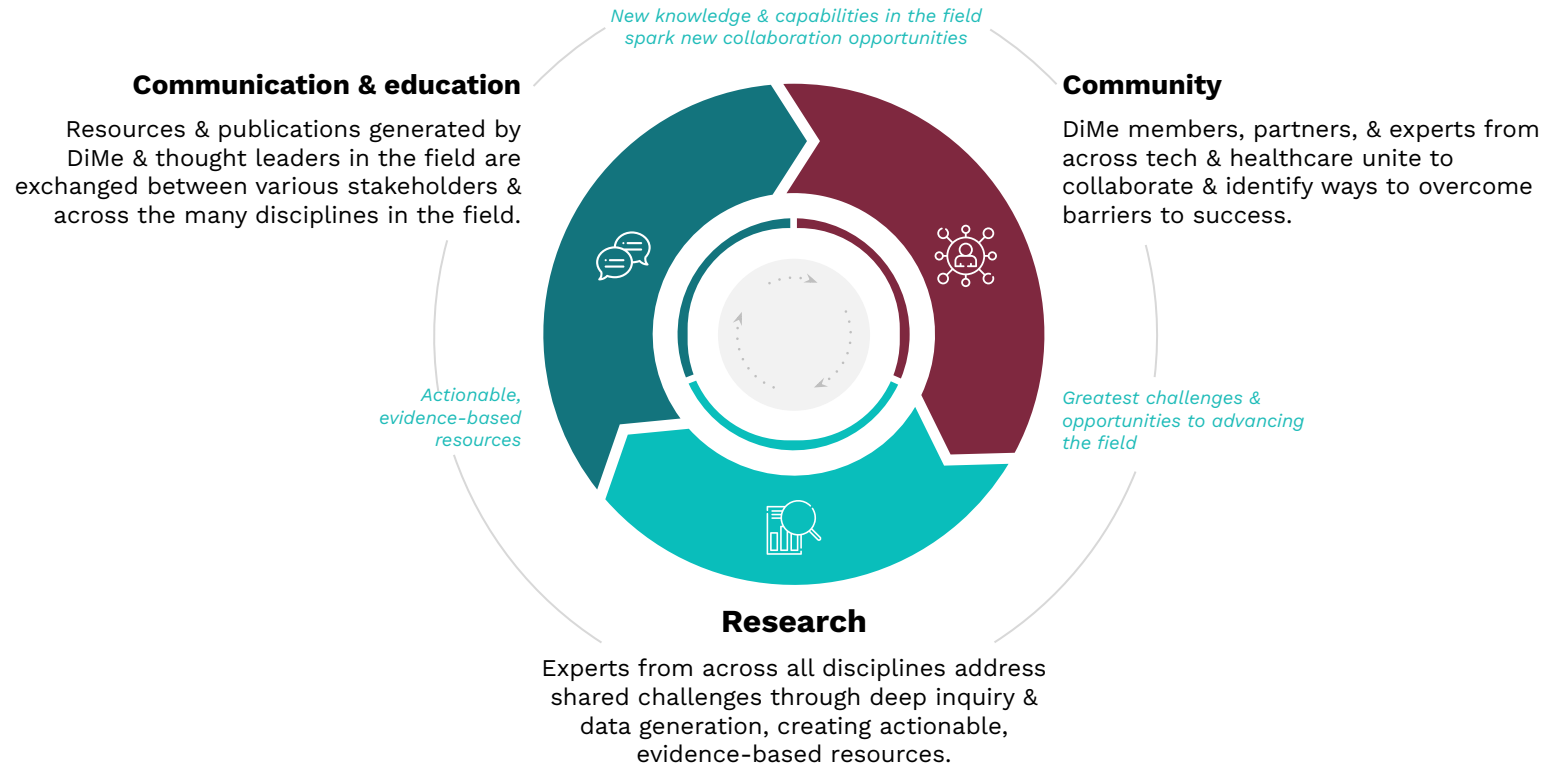 New knowledge & capabilities in the field
spark new collaboration opportunities
Communication & education
Resources & publications generated by
DiMe & thought leaders in the field are
exchanged between various stakeholders &
across the many disciplines in the field.
Community
DiMe members, partners, & experts from
across tech & healthcare unite to
collaborate & identify ways to overcome
barriers to success.
Actionable,
evidence-based
resources
Greatest challenges &
opportunities to advancing
the field
Research
Experts from across all disciplines address
shared challenges through deep inquiry &
data generation, creating actionable,
evidence-based resources.